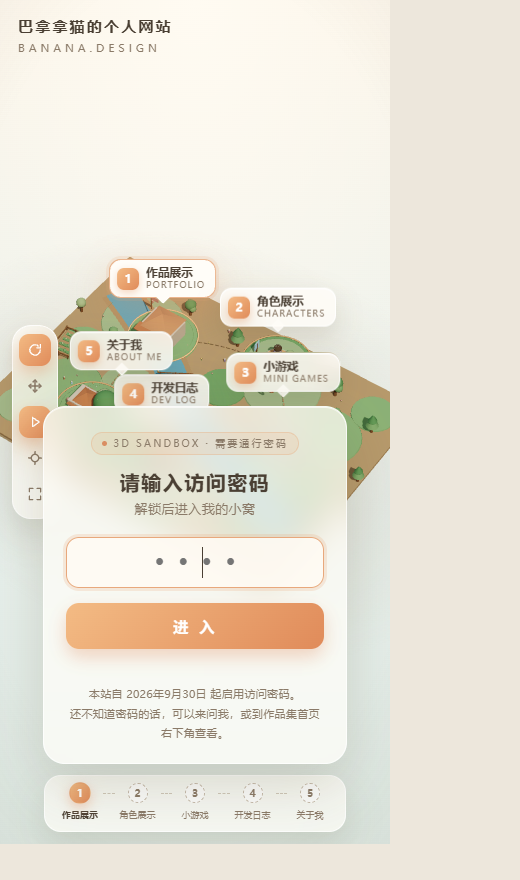 巴拿拿猫的个人网站
BANANA.DESIGN
1 作品展示
PORTFOLIO
2 角色展示
CHARACTERS
5 关于我
ABOUT ME
3 小游戏
MINI GAMES
4 开发日志
DEV LOG
3D SANDBOX · 需要通行密码
请输入访问密码
解锁后进入我的小窝
进 入
本站自 2026年9月30日 起启用访问密码。
还不知道密码的话，可以来问我，或到作品集首页
右下角查看。
1 2 3 4 5
作品展示 角色展示 小游戏 开发日志 关于我